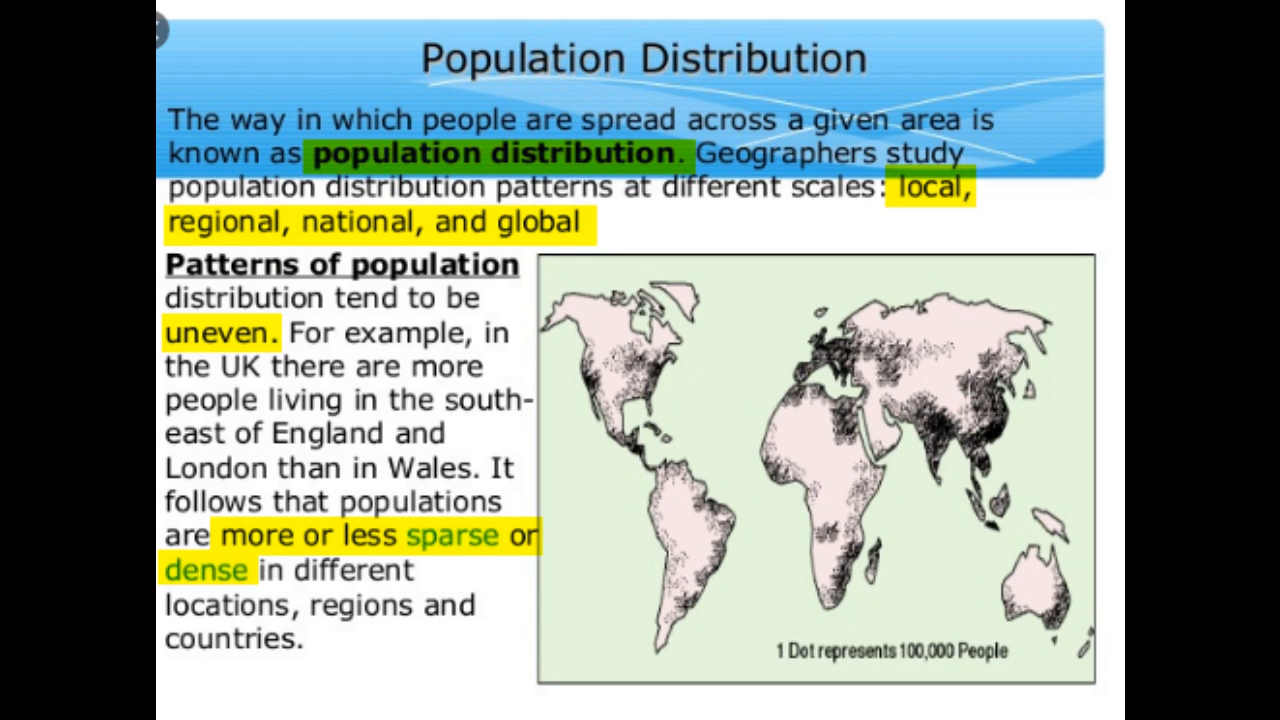 Population Distribution
The way in which people are spread across a given area is
known as population distribution. Geographers study
population distribution patterns at different scales: local,
regional, national, and global
Patterns of population
distribution tend to be
uneven. For example, in
the UK there are more
people living in the south-
east of England and
London than in Wales. It
follows that populations
are more or less sparse or
dense in different
locations, regions and
countries.
1 Dot represents 100,000 People